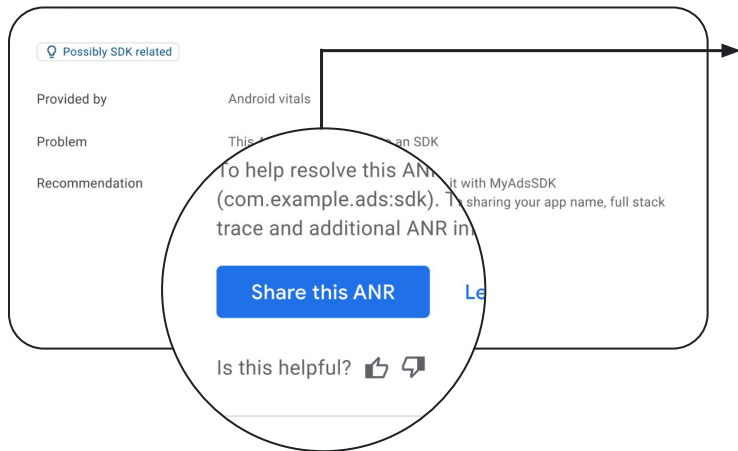 Possibly SDK related
Provided by
Android vitals
Problem
This an SDK
Recommendation
it with MyAdsSDK
sharing your app name, full stack
To help resolve this AN
(com.example.ads:sdk). T
trace and additional ANR in
Share this ANR
Le
Is this helpful?